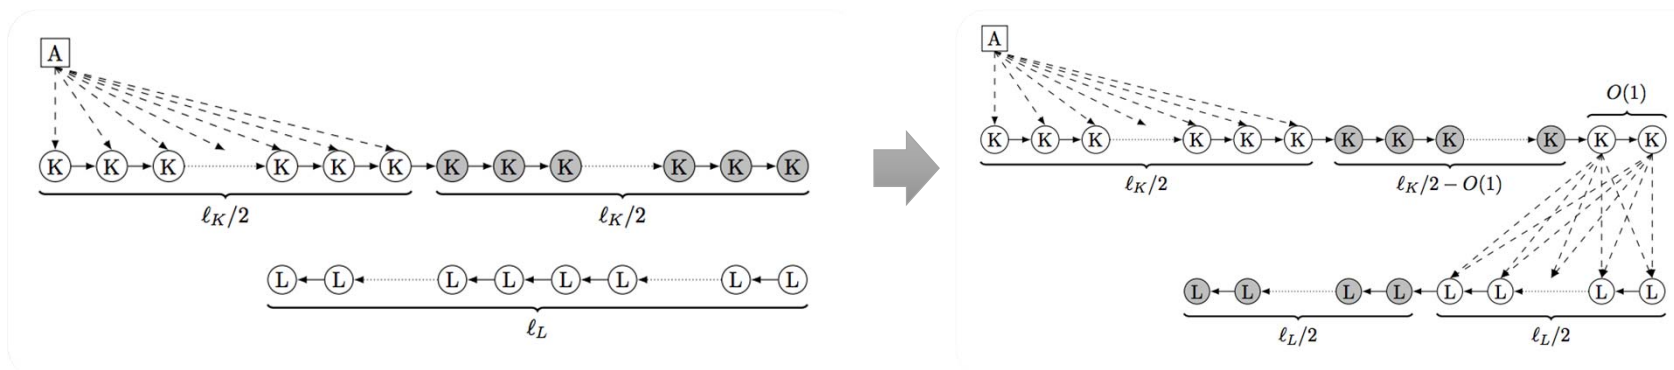 A
K K K K K K K K K K K K
ℓ_K/2 ℓ_K/2
L L L L L L L L
ℓ_L
A
O(1)
K K K K K K K K K K K K
ℓ_K/2 ℓ_K/2 − O(1)
L L L L L L L L
ℓ_L/2 ℓ_L/2